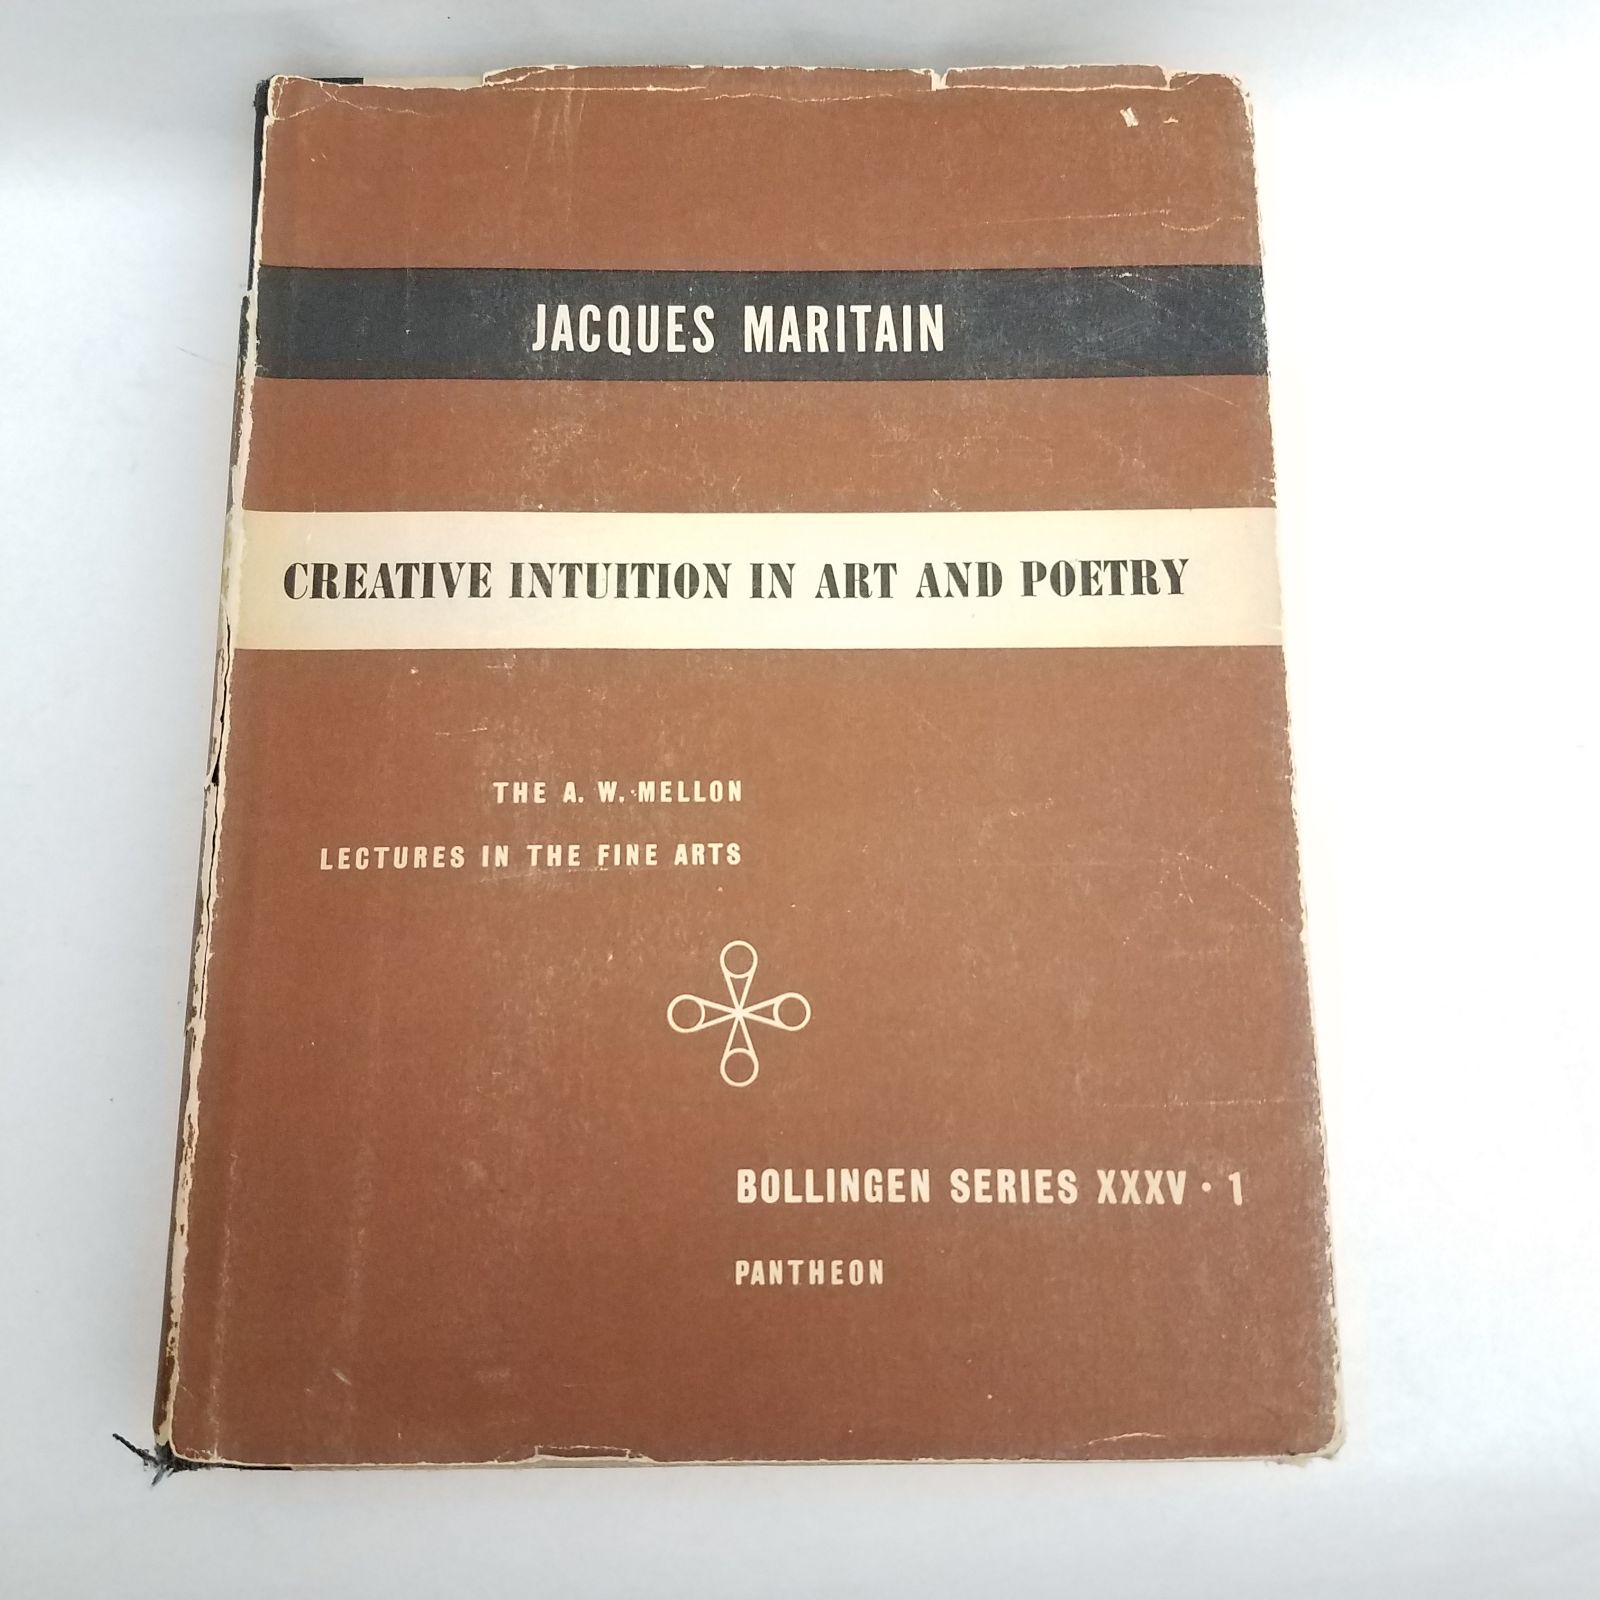 JACQUES MARITAIN
CREATIVE INTUITION IN ART AND POETRY
THE A. W. MELLON
LECTURES IN THE FINE ARTS
BOLLINGEN SERIES XXXV · 1
PANTHEON